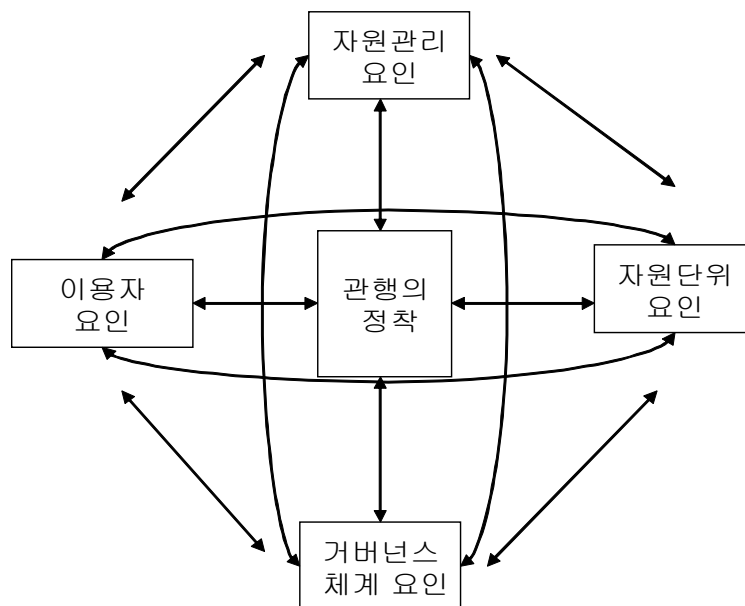 자원관리
요인
이용자
요인
관행의
정착
자원단위
요인
거버넌스
체계 요인